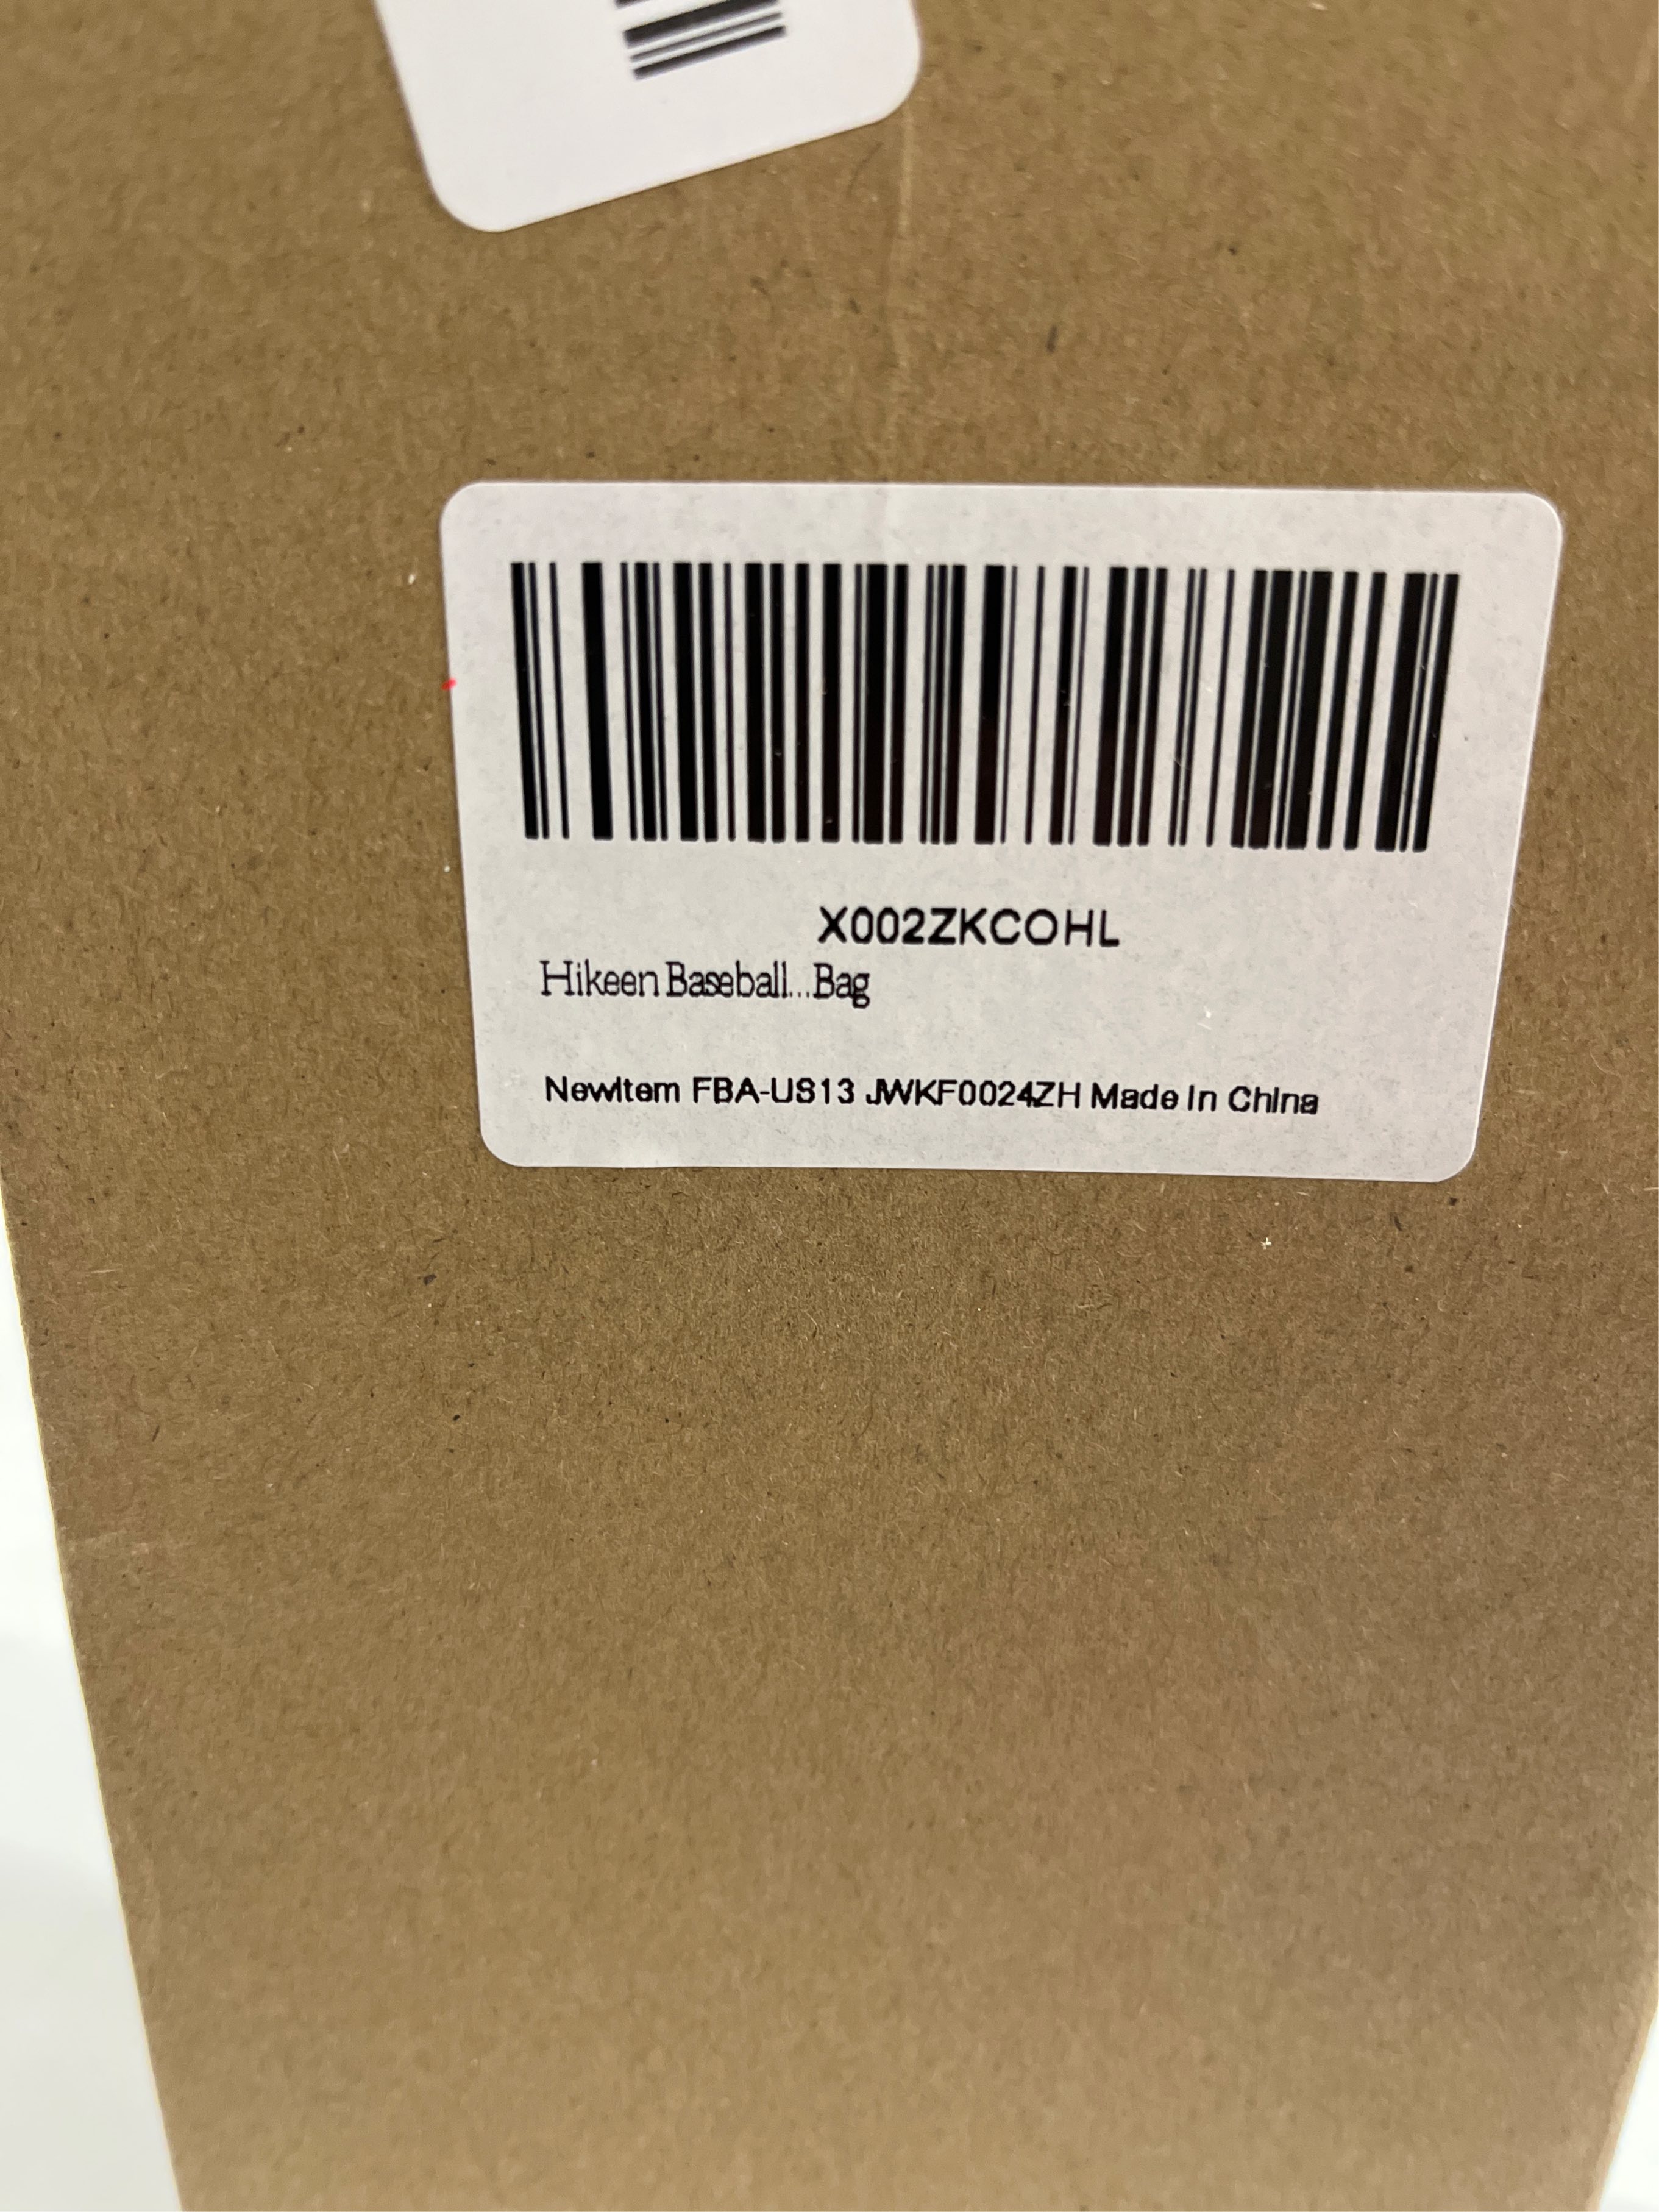 X002ZKCOHL
Hikeen Baseball...Bag
NewItem FBA-US13 JWKF0024ZH Made In China